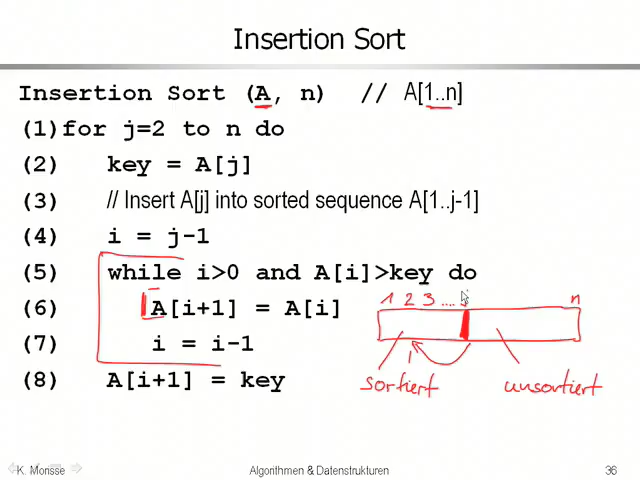 Insertion Sort
Insertion Sort (A, n) // A[1..n]
(1)for j=2 to n do
(2) key = A[j]
(3) // Insert A[j] into sorted sequence A[1..j-1]
(4) i = j-1
(5) while i>0 and A[i]>key do
(6) A[i+1] = A[i]
(7) i = i-1
(8) A[i+1] = key
1 2 3 .... n
sortiert unsortiert
K. Morisse Algorithmen & Datenstrukturen 36